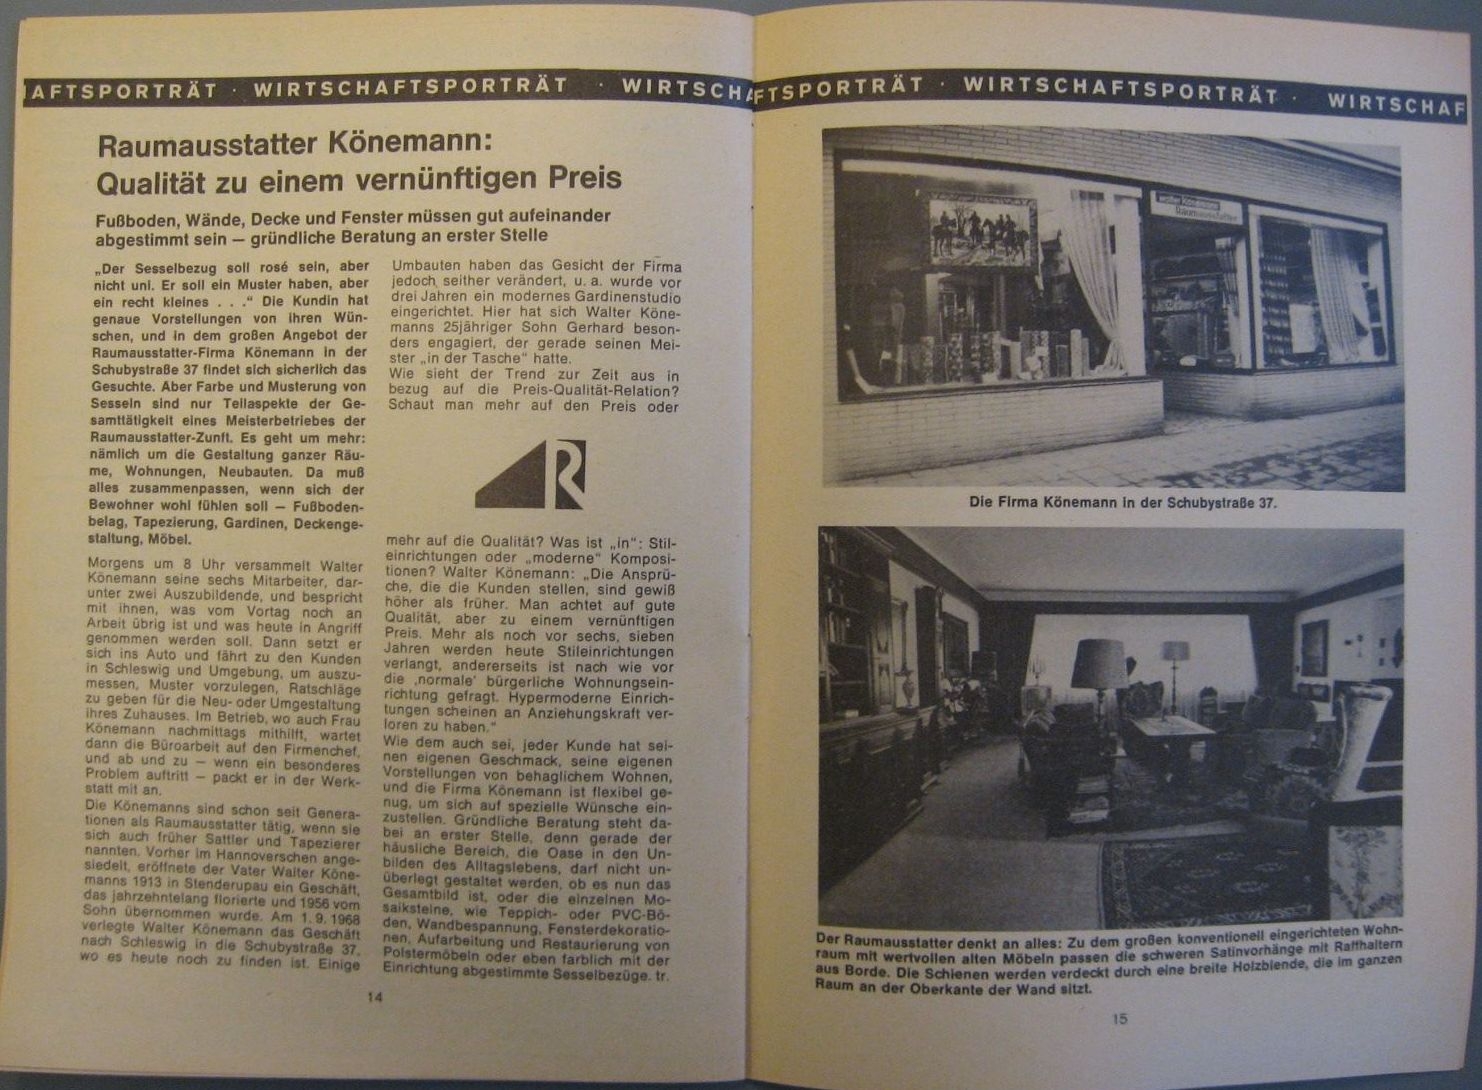 AFTSPORTRÄT · WIRTSCHAFTSPORTRÄT · WIRTSCHA
Raumausstatter Könemann:
Qualität zu einem vernünftigen Preis
Fußboden, Wände, Decke und Fenster müssen gut aufeinander
abgestimmt sein — gründliche Beratung an erster Stelle
„Der Sesselbezug soll rosé sein, aber
nicht uni. Er soll ein Muster haben, aber
ein recht kleines . . .“ Die Kundin hat
genaue Vorstellungen von ihren Wün-
schen, und in dem großen Angebot der
Raumausstatter-Firma Könemann in der
Schubystraße 37 findet sich sicherlich das
Gesuchte. Aber Farbe und Musterung von
Sesseln sind nur Teilaspekte der Ge-
samttätigkeit eines Meisterbetriebes der
Raumausstatter-Zunft. Es geht um mehr:
nämlich um die Gestaltung ganzer Räu-
me, Wohnungen, Neubauten. Da muß
alles zusammenpassen, wenn sich der
Bewohner wohl fühlen soll — Fußboden-
belag, Tapezierung, Gardinen, Deckenge-
staltung, Möbel.
Morgens um 8 Uhr versammelt Walter
Könemann seine sechs Mitarbeiter, dar-
unter zwei Auszubildende, und bespricht
mit ihnen, was vom Vortag noch an
Arbeit übrig ist und was heute in Angriff
genommen werden soll. Dann setzt er
sich ins Auto und fährt zu den Kunden
in Schleswig und Umgebung, um auszu-
messen, Muster vorzulegen, Ratschläge
zu geben für die Neu- oder Umgestaltung
ihres Zuhauses. Im Betrieb, wo auch Frau
Könemann nachmittags mithilft, wartet
dann die Büroarbeit auf den Firmenchef,
und ab und zu — wenn ein besonderes
Problem auftritt — packt er in der Werk-
statt mit an.
Die Könemanns sind schon seit Genera-
tionen als Raumausstatter tätig, wenn sie
sich auch früher Sattler und Tapezierer
nannten. Vorher im Hannoverschen ange-
siedelt, eröffnete der Vater Walter Köne-
manns 1913 in Stenderupau ein Geschäft,
das jahrzehntelang florierte und 1956 vom
Sohn übernommen wurde. Am 1. 9. 1968
verlegte Walter Könemann das Geschäft
nach Schleswig in die Schubystraße 37,
wo es heute noch zu finden ist. Einige
Umbauten haben das Gesicht der Firma
jedoch seither verändert, u. a. wurde vor
drei Jahren ein modernes Gardinenstudio
eingerichtet. Hier hat sich Walter Köne-
manns 25jähriger Sohn Gerhard beson-
ders engagiert, der gerade seinen Mei-
ster „in der Tasche“ hatte.
Wie sieht der Trend zur Zeit aus in
bezug auf die Preis-Qualität-Relation?
Schaut man mehr auf den Preis oder
R
mehr auf die Qualität? Was ist „in“: Stil-
einrichtungen oder „moderne“ Komposi-
tionen? Walter Könemann: „Die Ansprü-
che, die die Kunden stellen, sind gewiß
höher als früher. Man achtet auf gute
Qualität, aber zu einem vernünftigen
Preis. Mehr als noch vor sechs, sieben
Jahren werden heute Stileinrichtungen
verlangt, andererseits ist nach wie vor
die ‚normale‘ bürgerliche Wohnungsein-
richtung gefragt. Hypermoderne Einrich-
tungen scheinen an Anziehungskraft ver-
loren zu haben.“
Wie dem auch sei, jeder Kunde hat sei-
nen eigenen Geschmack, seine eigenen
Vorstellungen von behaglichem Wohnen,
und die Firma Könemann ist flexibel ge-
nug, um sich auf spezielle Wünsche ein-
zustellen. Gründliche Beratung steht da-
bei an erster Stelle, denn gerade der
häusliche Bereich, die Oase in den Un-
bilden des Alltagslebens, darf nicht un-
überlegt gestaltet werden, ob es nun das
Gesamtbild ist, oder die einzelnen Mo-
saiksteine, wie Teppich- oder PVC-Bö-
den, Wandbespannung, Fensterdekoratio-
nen, Aufarbeitung und Restaurierung von
Polstermöbeln oder eben farblich mit der
Einrichtung abgestimmte Sesselbezüge. tr.
14
FTSPORTRÄT · WIRTSCHAFTSPORTRÄT · WIRTSCHAF
walter Könemann
Raumausstatter
Die Firma Könemann in der Schubystraße 37.
Der Raumausstatter denkt an alles: Zu dem großen konventionell eingerichteten Wohn-
raum mit wertvollen alten Möbeln passen die schweren Satinvorhänge mit Raffhaltern
aus Borde. Die Schienen werden verdeckt durch eine breite Holzblende, die im ganzen
Raum an der Oberkante der Wand sitzt.
15